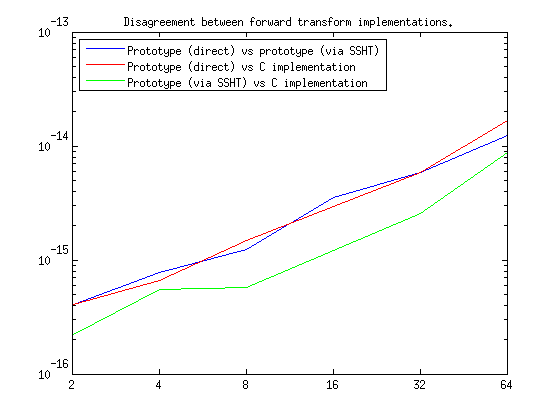 Disagreement between forward transform implementations.
10^-13
Prototype (direct) vs prototype (via SSHT)
Prototype (direct) vs C implementation
Prototype (via SSHT) vs C implementation
10^-14
10^-15
10^-16
2 4 8 16 32 64